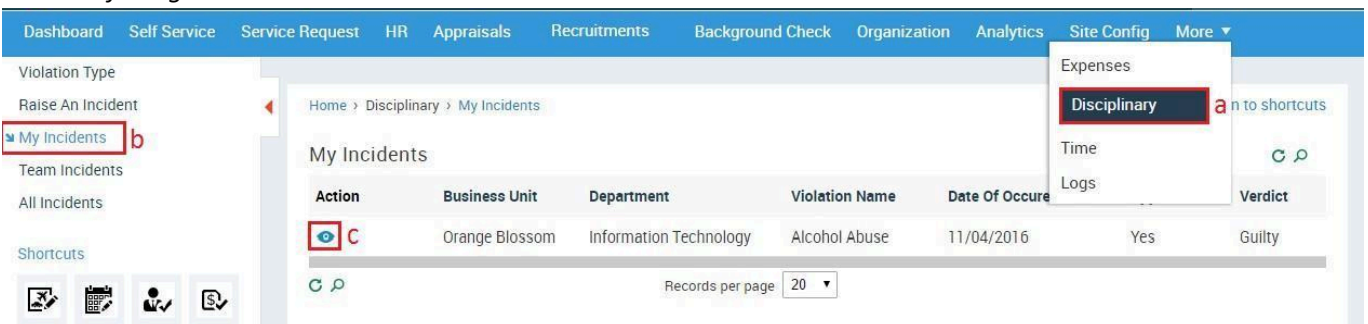 Dashboard Self Service Service Request HR Appraisals Recruitments Background Check Organization Analytics Site Config More ▼
Violation Type
Raise An Incident
My Incidents b
Team Incidents
All Incidents
Shortcuts
Expenses
Disciplinary a
Time
Logs
Home › Disciplinary › My Incidents n to shortcuts
My Incidents
Action Business Unit Department Violation Name Date Of Occure Verdict
c Orange Blossom Information Technology Alcohol Abuse 11/04/2016 Yes Guilty
Records per page 20 ▼